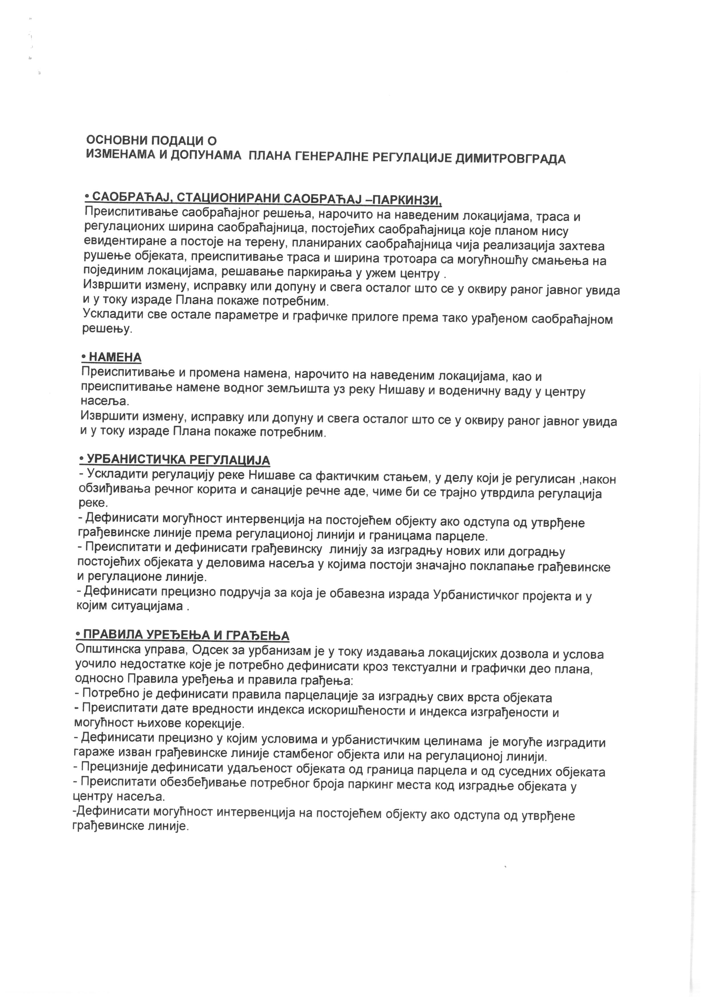 ОСНОВНИ ПОДАЦИ О
ИЗМЕНАМА И ДОПУНАМА ПЛАНА ГЕНЕРАЛНЕ РЕГУЛАЦИЈЕ ДИМИТРОВГРАДА
• САОБРАЋАЈ, СТАЦИОНИРАНИ САОБРАЋАЈ –ПАРКИНЗИ,
Преиспитивање саобраћајног решења, нарочито на наведеним локацијама, траса и
регулационих ширина саобраћајница, постојећих саобраћајница које планом нису
евидентиране а постоје на терену, планираних саобраћајница чија реализација захтева
рушење објеката, преиспитивање траса и ширина тротоара са могућношћу смањења на
појединим локацијама, решавање паркирања у ужем центру .
Извршити измену, исправку или допуну и свега осталог што се у оквиру раног јавног увида
и у току израде Плана покаже потребним.
Ускладити све остале параметре и графичке прилоге према тако урађеном саобраћајном
решењу.
• НАМЕНА
Преиспитивање и промена намена, нарочито на наведеним локацијама, као и
преиспитивање намене водног земљишта уз реку Нишаву и воденичну ваду у центру
насеља.
Извршити измену, исправку или допуну и свега осталог што се у оквиру раног јавног увида
и у току израде Плана покаже потребним.
• УРБАНИСТИЧКА РЕГУЛАЦИЈА
- Ускладити регулацију реке Нишаве са фактичким стањем, у делу који је регулисан ,након
обзиђивања речног корита и санације речне аде, чиме би се трајно утврдила регулација
реке.
- Дефинисати могућност интервенција на постојећем објекту ако одступа од утврђене
грађевинске линије према регулационој линији и границама парцеле.
- Преиспитати и дефинисати грађевинску линију за изградњу нових или доградњу
постојећих објеката у деловима насеља у којима постоји значајно поклапање грађевинске
и регулационе линије.
- Дефинисати прецизно подручја за која је обавезна израда Урбанистичког пројекта и у
којим ситуацијама .
• ПРАВИЛА УРЕЂЕЊА И ГРАЂЕЊА
Општинска управа, Одсек за урбанизам је у току издавања локацијских дозвола и услова
уочило недостатке које је потребно дефинисати кроз текстуални и графички део плана,
односно Правила уређења и правила грађења:
- Потребно је дефинисати правила парцелације за изградњу свих врста објеката
- Преиспитати дате вредности индекса искоришћености и индекса изграђености и
могућност њихове корекције.
- Дефинисати прецизно у којим условима и урбанистичким целинама је могуће изградити
гараже изван грађевинске линије стамбеног објекта или на регулационој линији.
- Прецизније дефинисати удаљеност објеката од граница парцела и од суседних објеката
- Преиспитати обезбеђивање потребног броја паркинг места код изградње објеката у
центру насеља.
-Дефинисати могућност интервенција на постојећем објекту ако одступа од утврђене
грађевинске линије.